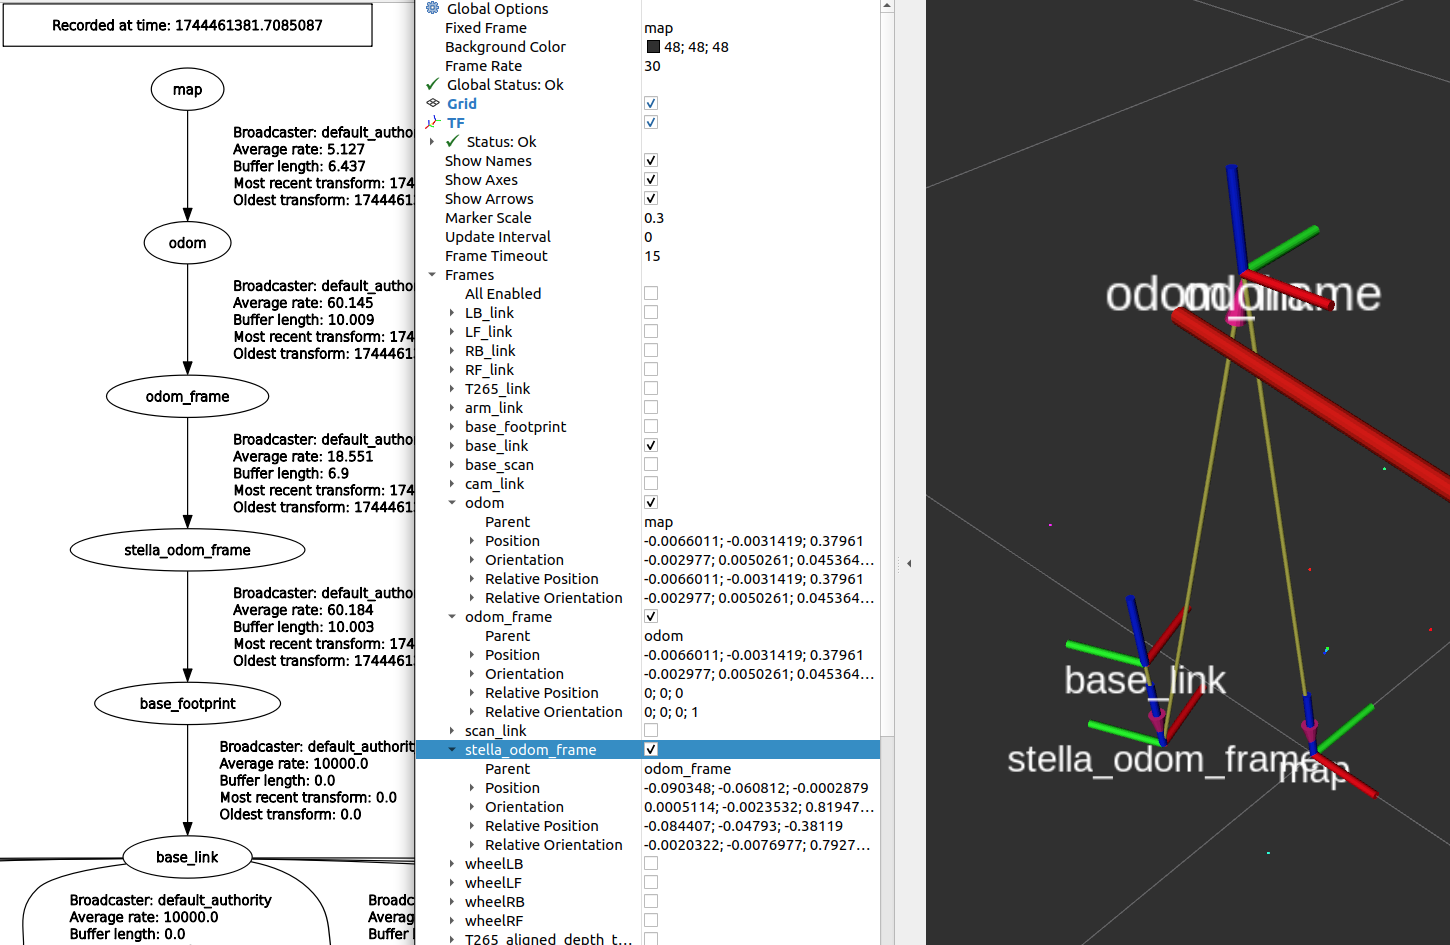 Recorded at time: 1744461381.7085087
map
Broadcaster: default_autho
Average rate: 5.127
Buffer length: 6.437
Most recent transform: 174
Oldest transform: 1744461
odom
Broadcaster: default_autho
Average rate: 60.145
Buffer length: 10.009
Most recent transform: 174
Oldest transform: 1744461
odom_frame
Broadcaster: default_autho
Average rate: 18.551
Buffer length: 6.9
Most recent transform: 174
Oldest transform: 1744461
stella_odom_frame
Broadcaster: default_autho
Average rate: 60.184
Buffer length: 10.003
Most recent transform: 174
Oldest transform: 1744461
base_footprint
Broadcaster: default_authorit
Average rate: 10000.0
Buffer length: 0.0
Most recent transform: 0.0
Oldest transform: 0.0
base_link
Broadcaster: default_authority
Average rate: 10000.0
Buffer length: 0.0
Broadc
Averag
Buffer l
Global Options
Fixed Frame map
Background Color 48; 48; 48
Frame Rate 30
Global Status: Ok
Grid
TF
Status: Ok
Show Names
Show Axes
Show Arrows
Marker Scale 0.3
Update Interval 0
Frame Timeout 15
Frames
All Enabled
LB_link
LF_link
RB_link
RF_link
T265_link
arm_link
base_footprint
base_link
base_scan
cam_link
odom
Parent map
Position -0.0066011; -0.0031419; 0.37961
Orientation -0.002977; 0.0050261; 0.045364...
Relative Position -0.0066011; -0.0031419; 0.37961
Relative Orientation -0.002977; 0.0050261; 0.045364...
odom_frame
Parent odom
Position -0.0066011; -0.0031419; 0.37961
Orientation -0.002977; 0.0050261; 0.045364...
Relative Position 0; 0; 0
Relative Orientation 0; 0; 0; 1
scan_link
stella_odom_frame
Parent odom_frame
Position -0.090348; -0.060812; -0.0002879
Orientation 0.0005114; -0.0023532; 0.81947...
Relative Position -0.084407; -0.04793; -0.38119
Relative Orientation -0.0020322; -0.0076977; 0.7927...
wheelLB
wheelLF
wheelRB
wheelRF
T265_aligned_depth_t...
odom_frame
base_link
stella_odom_frame
map